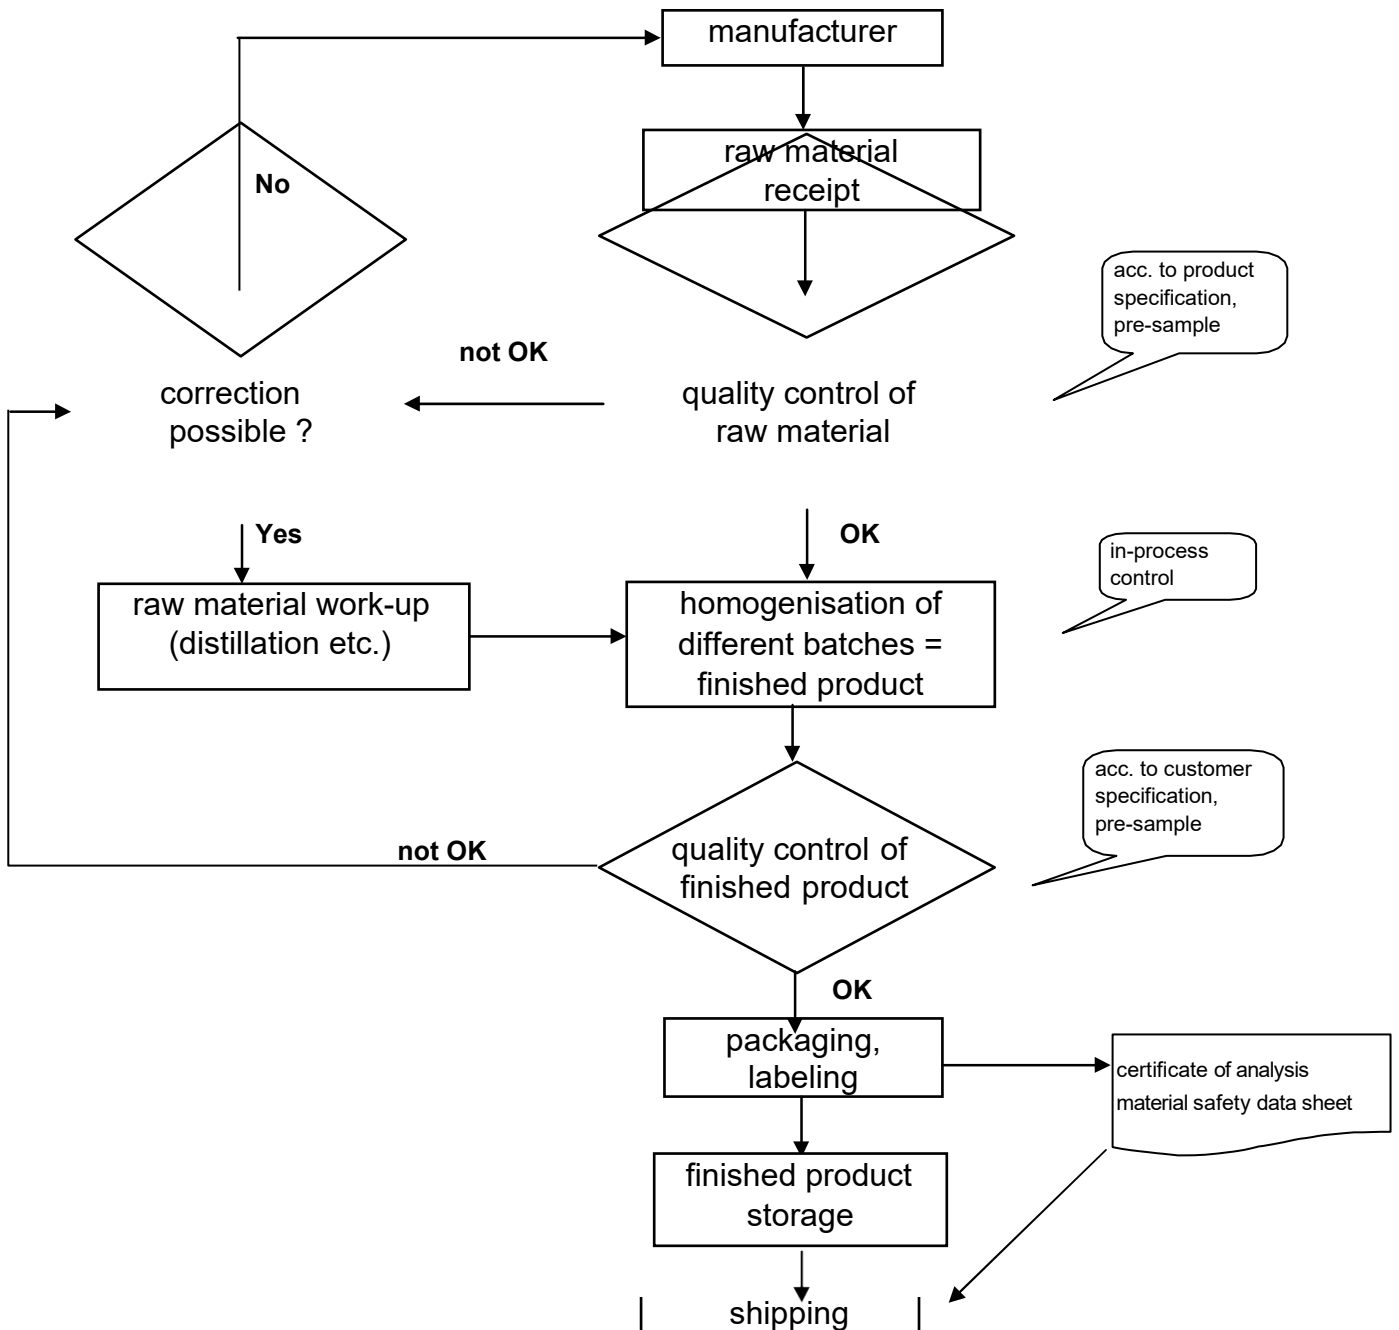 manufacturer
raw material
receipt
No
acc. to product
specification,
pre-sample
not OK
correction
possible ?
quality control of
raw material
Yes
OK
in-process
control
raw material work-up
(distillation etc.)
homogenisation of
different batches =
finished product
acc. to customer
specification,
pre-sample
not OK
quality control of
finished product
OK
packaging,
labeling
certificate of analysis
material safety data sheet
finished product
storage
shipping